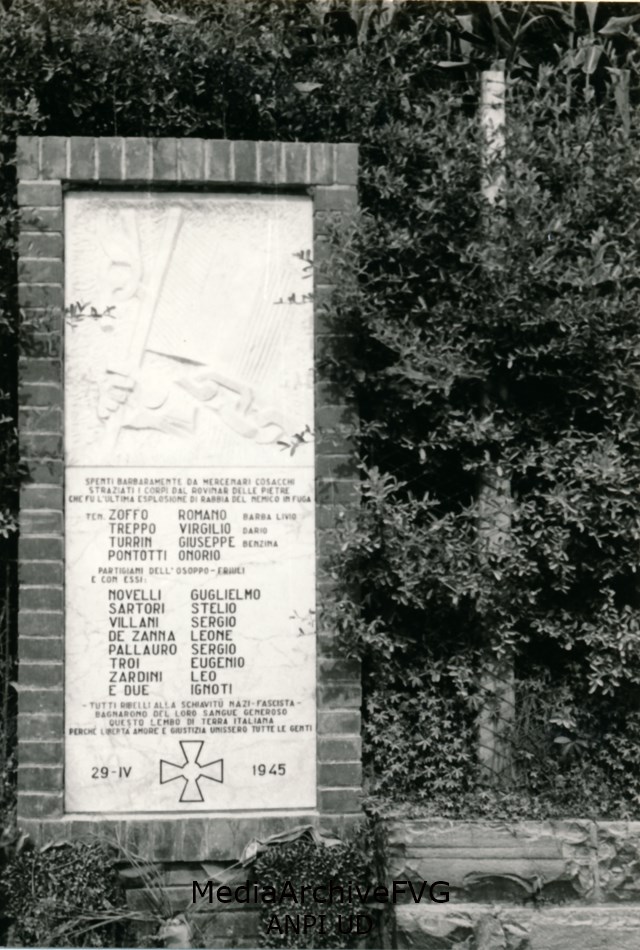 SPENTI BARBARAMENTE DA MERCENARI COSACCHI
STRAZIATI I CORPI DAL ROVINAR DELLE PIETRE
CHE FU L'ULTIMA ESPLOSIONE DI RABBIA DEL NEMICO IN FUGA
TEN. ZOFFO ROMANO BARBA LIVIO
TREPPO VIRGILIO DARIO
TURRIN GIUSEPPE BENZINA
PONTOTTI ONORIO
PARTIGIANI DELL'OSOPPO-FRIULI
E CON ESSI:
NOVELLI GUGLIELMO
SARTORI STELIO
VILLANI SERGIO
DE ZANNA LEONE
PALLAURO SERGIO
TROI EUGENIO
ZARDINI LEO
E DUE IGNOTI
-TUTTI RIBELLI ALLA SCHIAVITÙ NAZI-FASCISTA-
BAGNARONO DEL LORO SANGUE GENEROSO
QUESTO LEMBO DI TERRA ITALIANA
PERCHÈ LIBERTÀ AMORE E GIUSTIZIA UNISSERO TUTTE LE GENTI
29-IV 1945
MediaArchiveFVG
ANPI UD